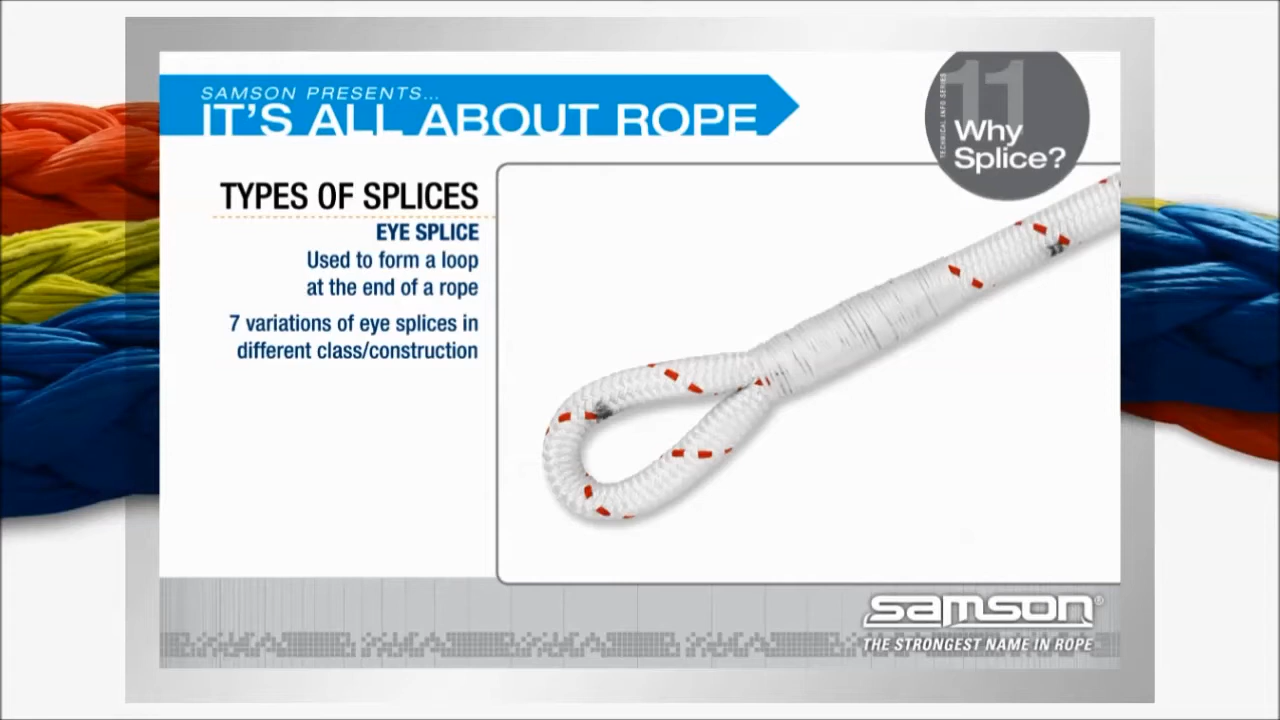 SAMSON PRESENTS...
IT'S ALL ABOUT ROPE
TECHNICAL INFO SERIES
11
Why
Splice?
TYPES OF SPLICES
EYE SPLICE
Used to form a loop
at the end of a rope
7 variations of eye splices in
different class/construction
samson®
THE STRONGEST NAME IN ROPE